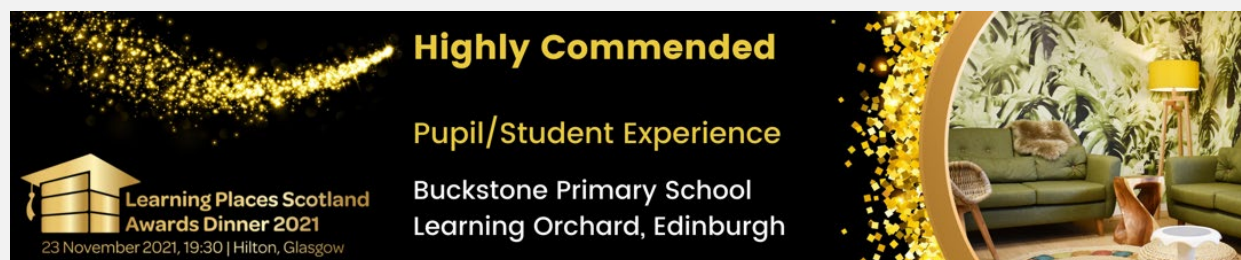 Highly Commended
Pupil/Student Experience
Buckstone Primary School
Learning Orchard, Edinburgh
Learning Places Scotland
Awards Dinner 2021
23 November 2021, 19:30 | Hilton, Glasgow